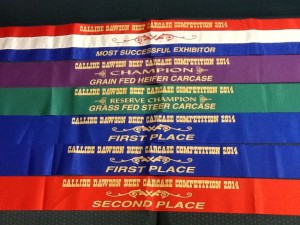 CALLIDE DAWSON BEEF CARCASE COMPETITION 2014
MOST SUCCESSFUL EXHIBITOR
CALLIDE DAWSON BEEF CARCASE COMPETITION 2014
CHAMPION
GRAIN FED HEIFER CARCASE
CALLIDE DAWSON BEEF CARCASE COMPETITION 2014
RESERVE CHAMPION
GRASS FED STEER CARCASE
CALLIDE DAWSON BEEF CARCASE COMPETITION 2014
FIRST PLACE
CALLIDE DAWSON BEEF CARCASE COMPETITION 2014
FIRST PLACE
CALLIDE DAWSON BEEF CARCASE COMPETITION 2014
SECOND PLACE